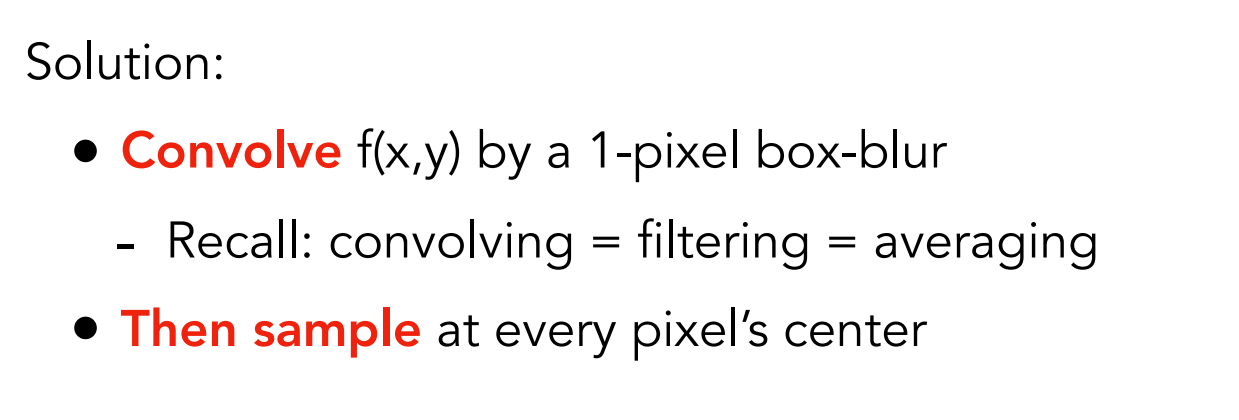 Solution:
• Convolve f(x,y) by a 1-pixel box-blur
- Recall: convolving = filtering = averaging
• Then sample at every pixel’s center